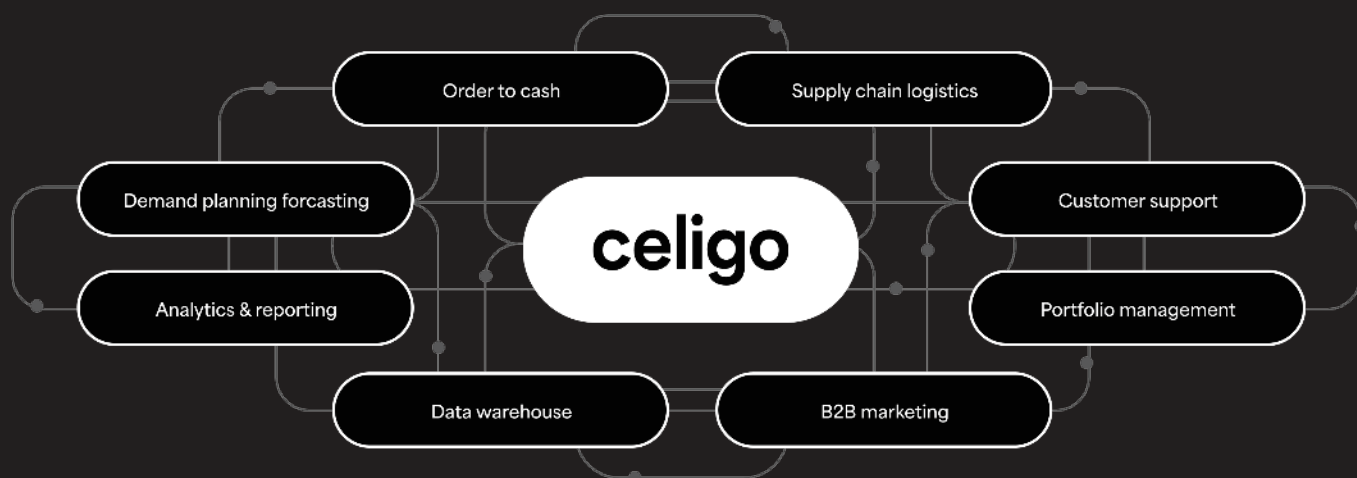 Order to cash
Supply chain logistics
Demand planning forcasting
Customer support
celigo
Analytics & reporting
Portfolio management
Data warehouse
B2B marketing